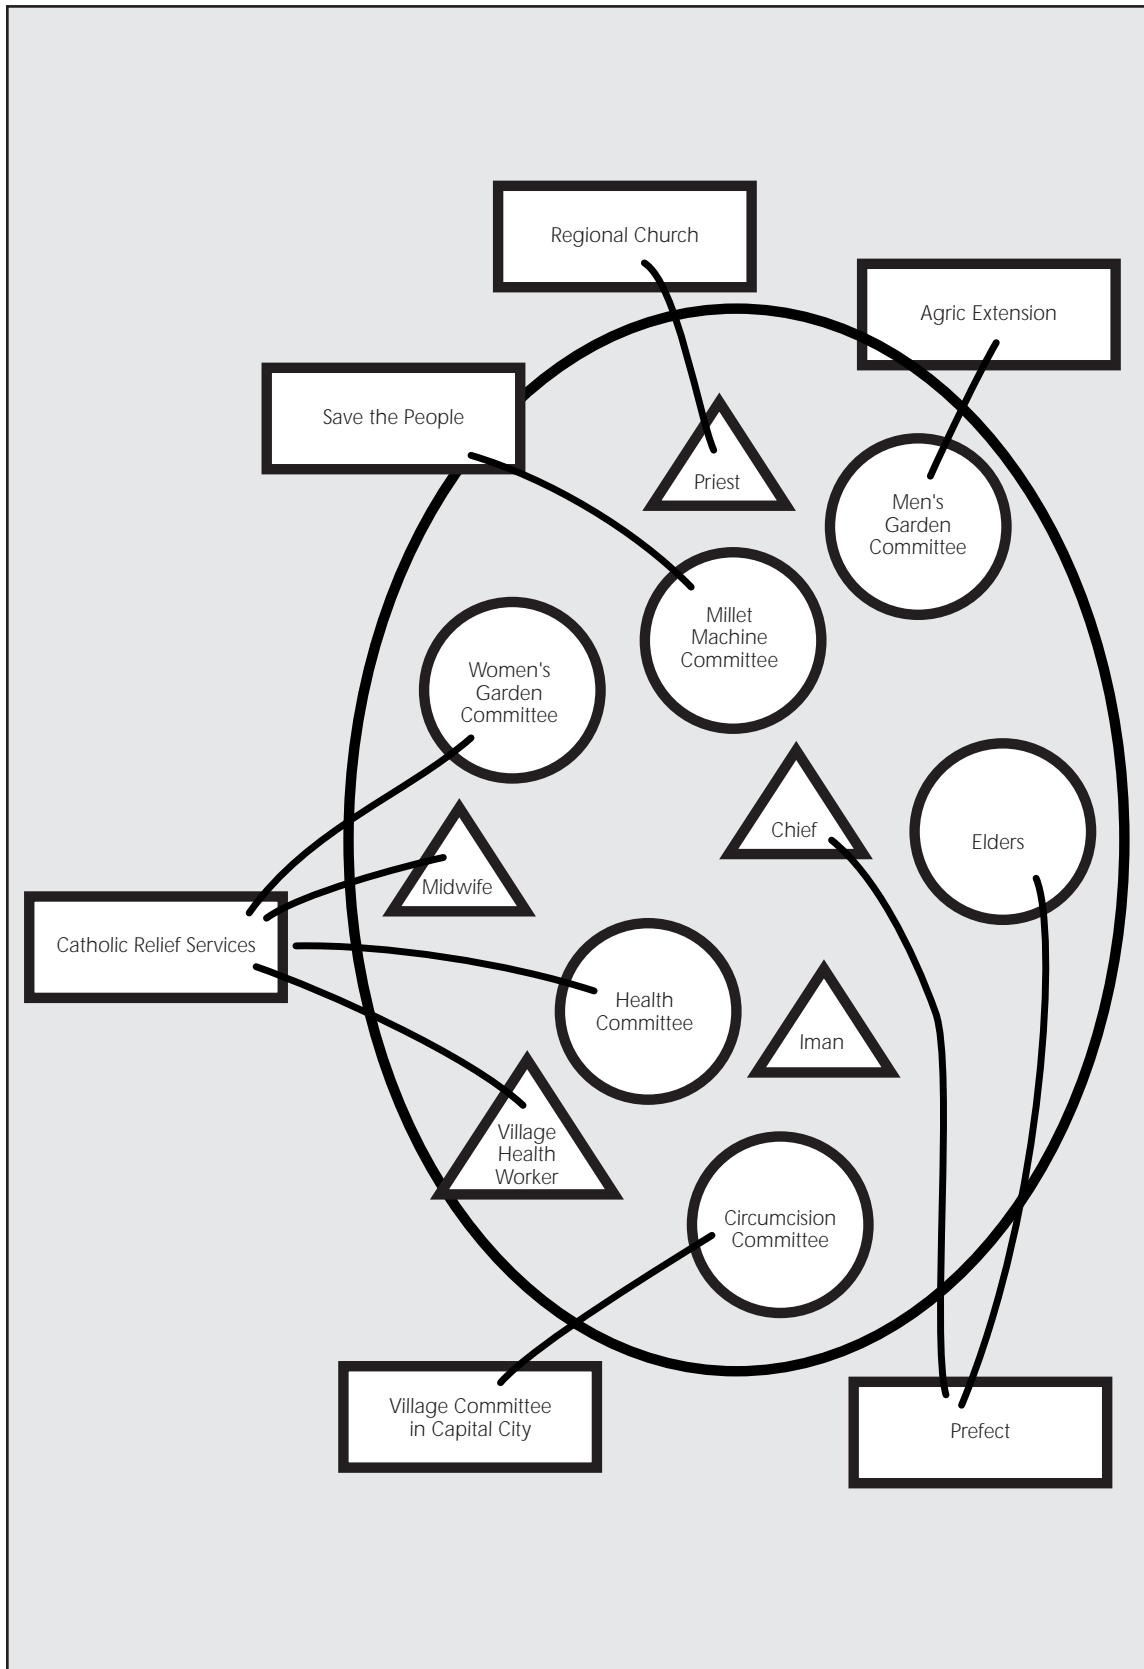 Regional Church
Agric Extension
Save the People
Priest
Men's
Garden
Committee
Millet
Machine
Committee
Women's
Garden
Committee
Chief
Elders
Midwife
Catholic Relief Services
Health
Committee
Iman
Village
Health
Worker
Circumcision
Committee
Village Committee
in Capital City
Prefect